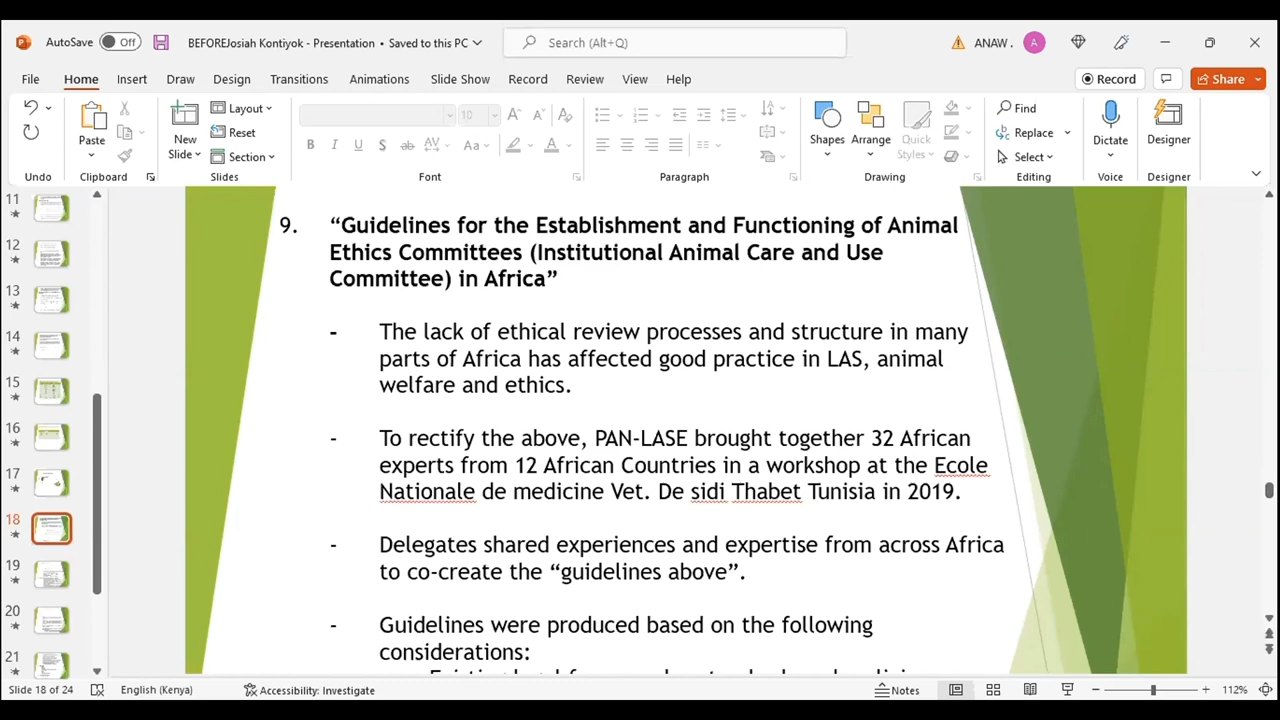 AutoSave Off BEFOREJosiah Kontiyok - Presentation • Saved to this PC Search (Alt+Q) ANAW . A
File Home Insert Draw Design Transitions Animations Slide Show Record Review View Help Record Share
Paste New Slide Layout Reset Section 10 Shapes Arrange Quick Styles Find Replace Select Dictate Designer
Undo Clipboard Slides Font Paragraph Drawing Editing Voice Designer
11
12
13
14
15
16
17
18
19
20
21
9. “Guidelines for the Establishment and Functioning of Animal
Ethics Committees (Institutional Animal Care and Use
Committee) in Africa”
- The lack of ethical review processes and structure in many
parts of Africa has affected good practice in LAS, animal
welfare and ethics.
- To rectify the above, PAN-LASE brought together 32 African
experts from 12 African Countries in a workshop at the Ecole
Nationale de medicine Vet. De sidi Thabet Tunisia in 2019.
- Delegates shared experiences and expertise from across Africa
to co-create the “guidelines above”.
- Guidelines were produced based on the following
considerations:
Slide 18 of 24 English (Kenya) Accessibility: Investigate Notes 112%